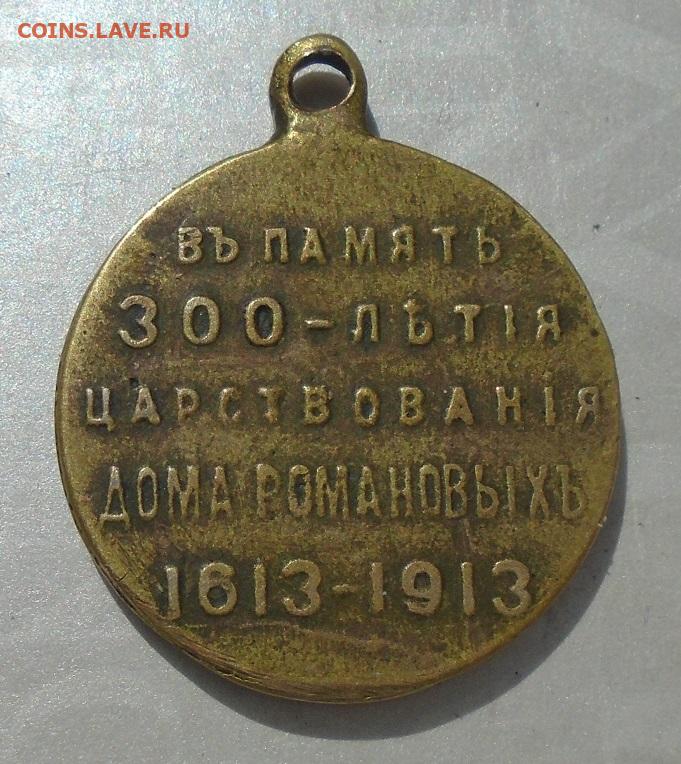 COINS.LAVE.RU
ВЪ ПАМЯТЬ
300-ЛѢТІЯ
ЦАРСТВОВАНІЯ
ДОМА РОМАНОВЫХЪ
1613-1913